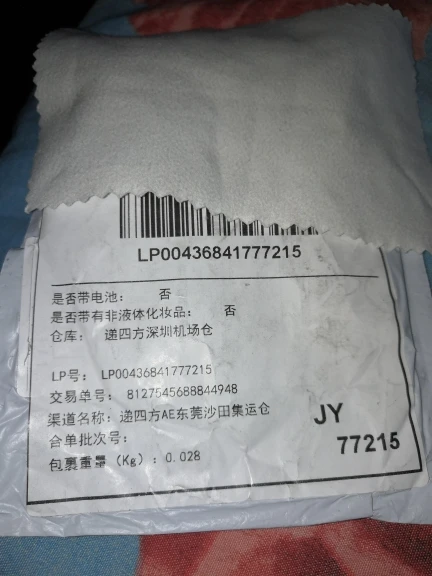 LP00436841777215
是否带电池： 否
是否带有非液体化妆品： 否
仓库： 递四方深圳机场仓
LP号： LP00436841777215
交易单号： 8127545688844948
渠道名称：递四方AE东莞沙田集运仓
JY
合单批次号：
77215
包裹重量（Kg）：0.028